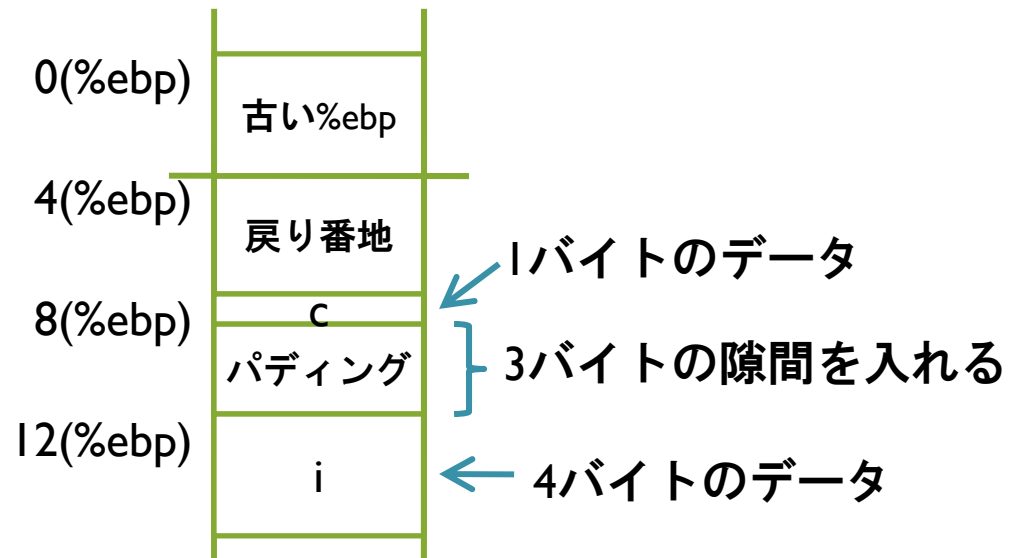 0(%ebp)
古い%ebp
4(%ebp)
戻り番地
1バイトのデータ
8(%ebp)
c
パディング
3バイトの隙間を入れる
12(%ebp)
i
4バイトのデータ